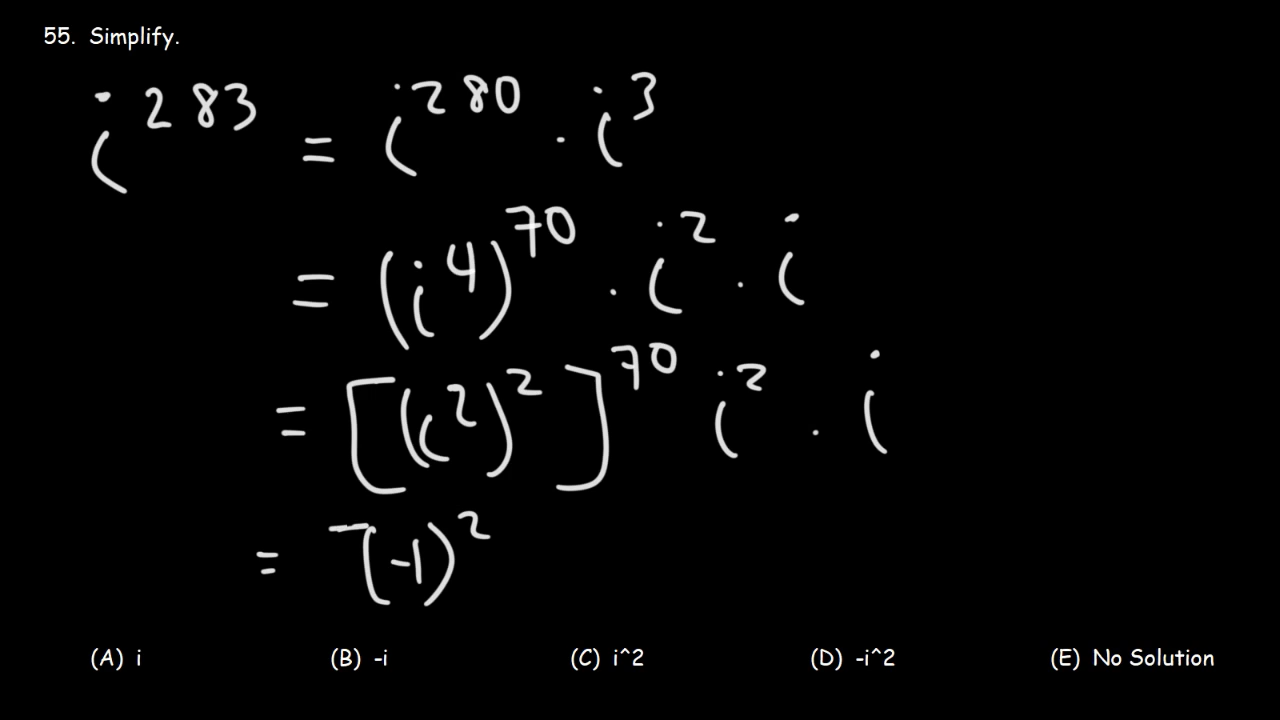 55. Simplify.
i^283 = i^280 · i^3
= (i^4)^70 · i^2 · i
= [(i^2)^2]^70 i^2 · i
= [(-1)^2
(A) i (B) -i (C) i^2 (D) -i^2 (E) No Solution